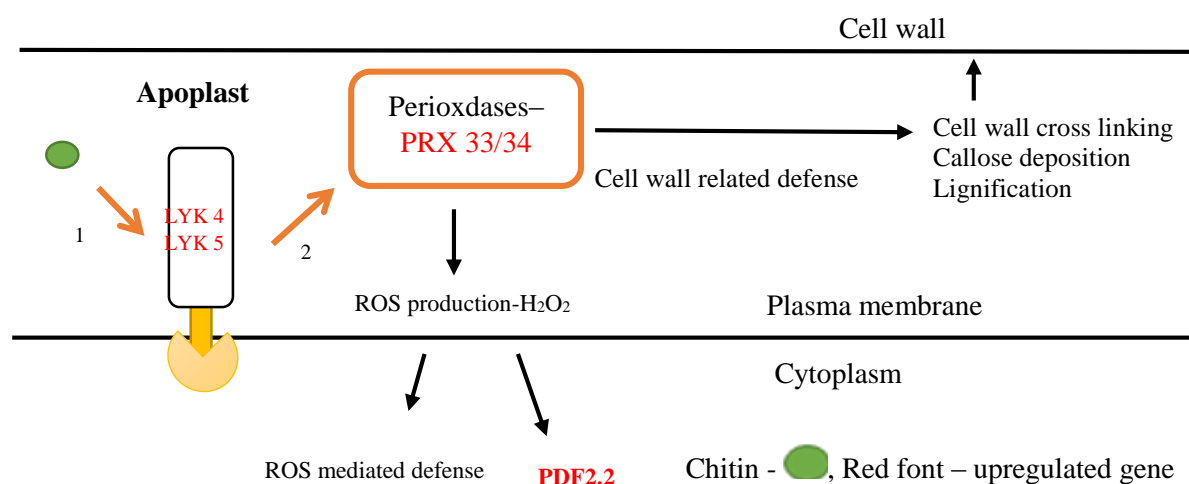 Cell wall
Apoplast
Perioxdases–
PRX 33/34
Cell wall cross linking
Callose deposition
Lignification
Cell wall related defense
LYK 4
LYK 5
1
2
ROS production-H₂O₂
Plasma membrane
Cytoplasm
ROS mediated defense
PDF2.2
Chitin - , Red font – upregulated gene